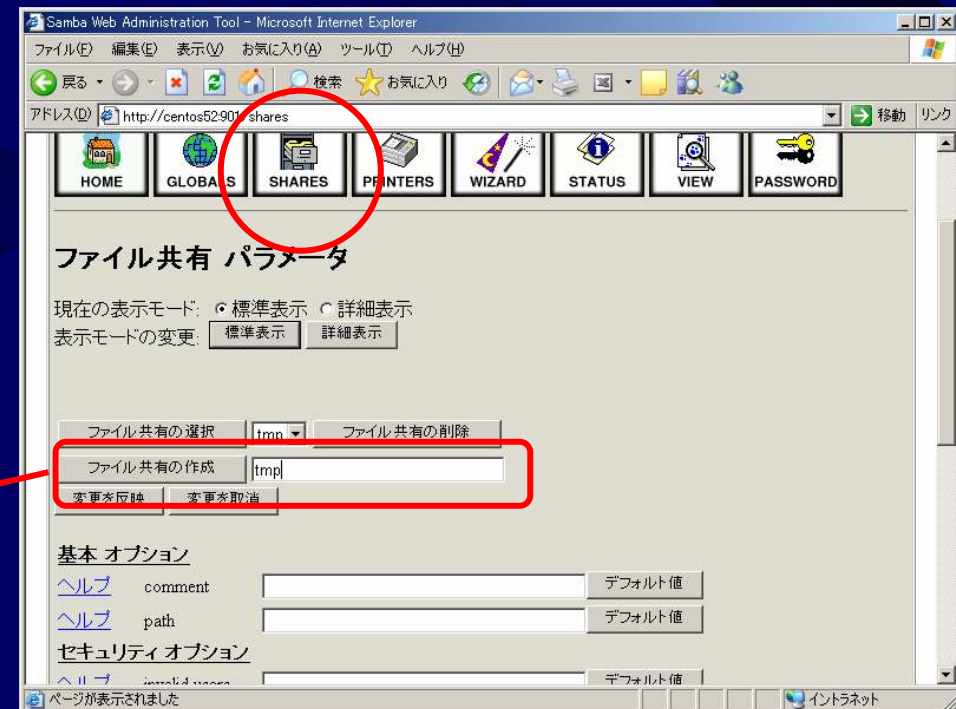 Samba Web Administration Tool - Microsoft Internet Explorer
ファイル(F) 編集(E) 表示(V) お気に入り(A) ツール(T) ヘルプ(H)
戻る 検索 お気に入り
アドレス(D) http://centos52:901/shares 移動 リンク
HOME GLOBALS SHARES PRINTERS WIZARD STATUS VIEW PASSWORD
ファイル共有 パラメータ
現在の表示モード: 標準表示 詳細表示
表示モードの変更: 標準表示 詳細表示
ファイル共有の選択 tmp ファイル共有の削除
ファイル共有の作成 tmp
変更を反映 変更を取消
基本 オプション
ヘルプ comment デフォルト値
ヘルプ path デフォルト値
セキュリティ オプション
ヘルプ invalid users デフォルト値
ページが表示されました イントラネット